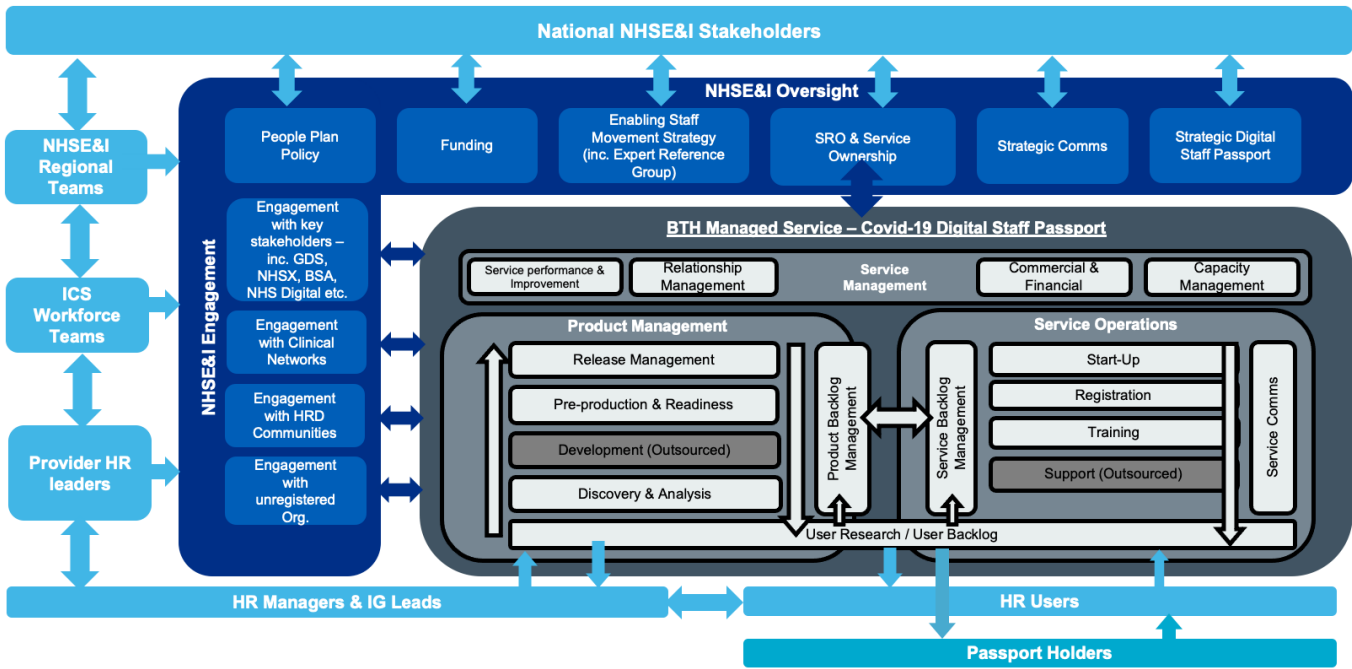 National NHSE&I Stakeholders
NHSE&I Oversight
People Plan
Policy
Funding
Enabling Staff
Movement Strategy
(inc. Expert Reference
Group)
SRO & Service
Ownership
Strategic Comms
Strategic Digital
Staff Passport
NHSE&I
Regional
Teams
ICS
Workforce
Teams
Provider HR
leaders
NHSE&I Engagement
Engagement
with key
stakeholders –
inc. GDS,
NHSX, BSA,
NHS Digital etc.
Engagement
with Clinical
Networks
Engagement
with HRD
Communities
Engagement
with
unregistered
Org.
BTH Managed Service – Covid-19 Digital Staff Passport
Service performance &
Improvement
Relationship
Management
Service
Management
Commercial &
Financial
Capacity
Management
Product Management
Release Management
Pre-production & Readiness
Development (Outsourced)
Discovery & Analysis
Product Backlog
Management
Service Operations
Service Backlog
Management
Start-Up
Registration
Training
Support (Outsourced)
Service Comms
User Research / User Backlog
HR Managers & IG Leads
HR Users
Passport Holders